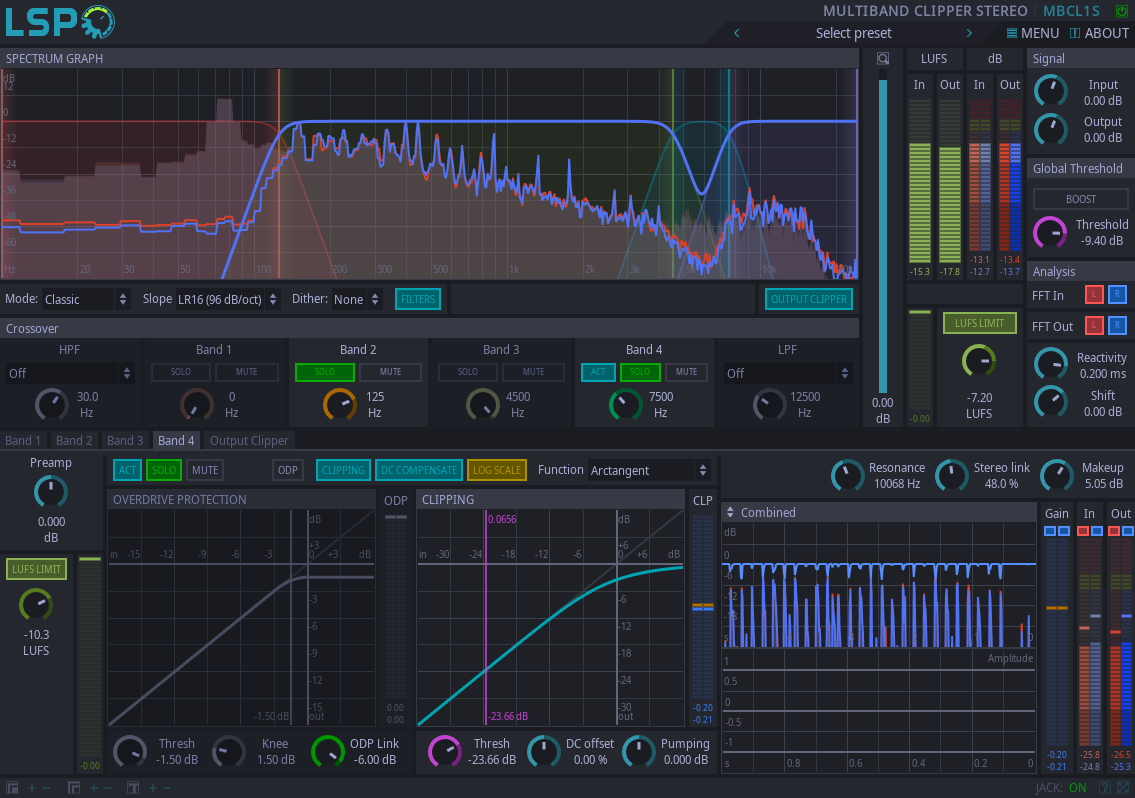 LSP
MULTIBAND CLIPPER STEREO MBCL1S
Select preset
MENU ABOUT
SPECTRUM GRAPH
dB
12
0
-12
-24
-36
-48
-60
Hz 20 30 50 100 200 300 500 1k 2k 3k 10k
Mode: Classic Slope LR16 (96 dB/oct) Dither: None FILTERS OUTPUT CLIPPER
Crossover
HPF Band 1 Band 2 Band 3 Band 4 LPF
Off SOLO MUTE SOLO MUTE SOLO MUTE ACT SOLO MUTE Off
30.0 Hz
0 Hz
125 Hz
4500 Hz
7500 Hz
12500 Hz
0.00
dB
LUFS dB
In Out In Out
-15.3 -17.8
-13.1 -13.4
-12.7 -13.7
LUFS LIMIT
-7.20
LUFS
-0.00
Signal
Input
0.00 dB
Output
0.00 dB
Global Threshold
BOOST
Threshold
-9.40 dB
Analysis
FFT In L R
FFT Out L R
Reactivity
0.200 ms
Shift
0.00 dB
Band 1 Band 2 Band 3 Band 4 Output Clipper
Preamp
0.000
dB
LUFS LIMIT
-10.3
LUFS
-0.00
ACT SOLO MUTE ODP CLIPPING DC COMPENSATE LOG SCALE Function Arctangent
OVERDRIVE PROTECTION ODP CLIPPING CLP
dB
+3
in -15 -12 -9 -6 -3 +3 dB
-3
-6
-9
-12
-15
-1.50 dB out
0.00
0.00
0.0656 dB
+6
in -30 -24 -18 -12 -6 +6 dB
-6
-12
-18
-24
-30
-23.66 dB out
-0.20
-0.21
Thresh
-1.50 dB
Knee
1.50 dB
ODP Link
-6.00 dB
Thresh
-23.66 dB
DC offset
0.00 %
Pumping
0.000 dB
Resonance
10068 Hz
Stereo link
48.0 %
Makeup
5.05 dB
Combined
dB
0
-6
-12
-18
s
0
Amplitude
1
0.5
0
-0.5
-1
s 0.8 0.6 0.4 0.2 0
Gain In Out
-0.20 -25.8 -26.5
-0.21 -24.8 -25.3
JACK: ON